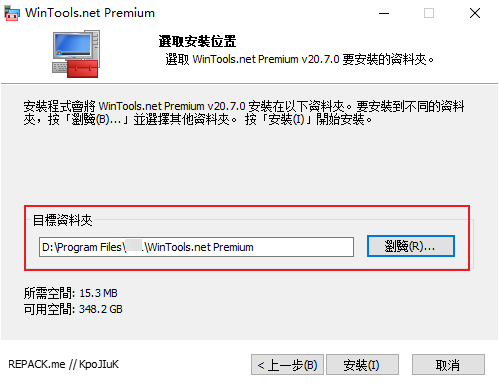 WinTools.net Premium
選取安裝位置
選取 WinTools.net Premium v20.7.0 要安裝的資料夾。
安裝程式會將 WinTools.net Premium v20.7.0 安裝在以下資料夾。要安裝到不同的資料
夾，按「瀏覽(B)...」並選擇其他資料夾。 按「安裝(I)」開始安裝。
目標資料夾
D:\Program Files\ .\WinTools.net Premium
瀏覽(R)...
所需空間: 15.3 MB
可用空間: 348.2 GB
REPACK.me // KpoJIuK
< 上一步(B)
安裝(I)
取消